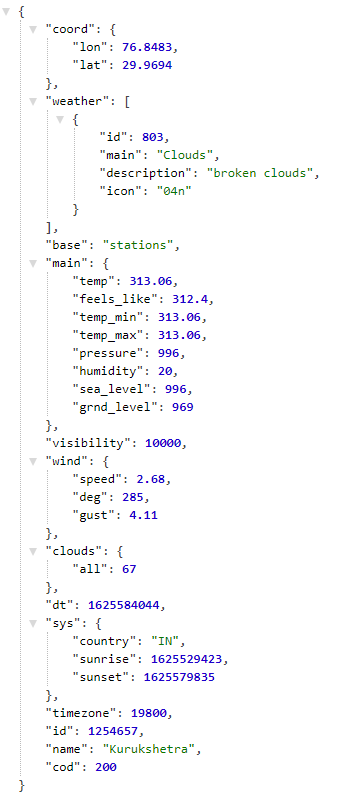 {
"coord": {
"lon": 76.8483,
"lat": 29.9694
},
"weather": [
{
"id": 803,
"main": "Clouds",
"description": "broken clouds",
"icon": "04n"
}
],
"base": "stations",
"main": {
"temp": 313.06,
"feels_like": 312.4,
"temp_min": 313.06,
"temp_max": 313.06,
"pressure": 996,
"humidity": 20,
"sea_level": 996,
"grnd_level": 969
},
"visibility": 10000,
"wind": {
"speed": 2.68,
"deg": 285,
"gust": 4.11
},
"clouds": {
"all": 67
},
"dt": 1625584044,
"sys": {
"country": "IN",
"sunrise": 1625529423,
"sunset": 1625579835
},
"timezone": 19800,
"id": 1254657,
"name": "Kurukshetra",
"cod": 200
}